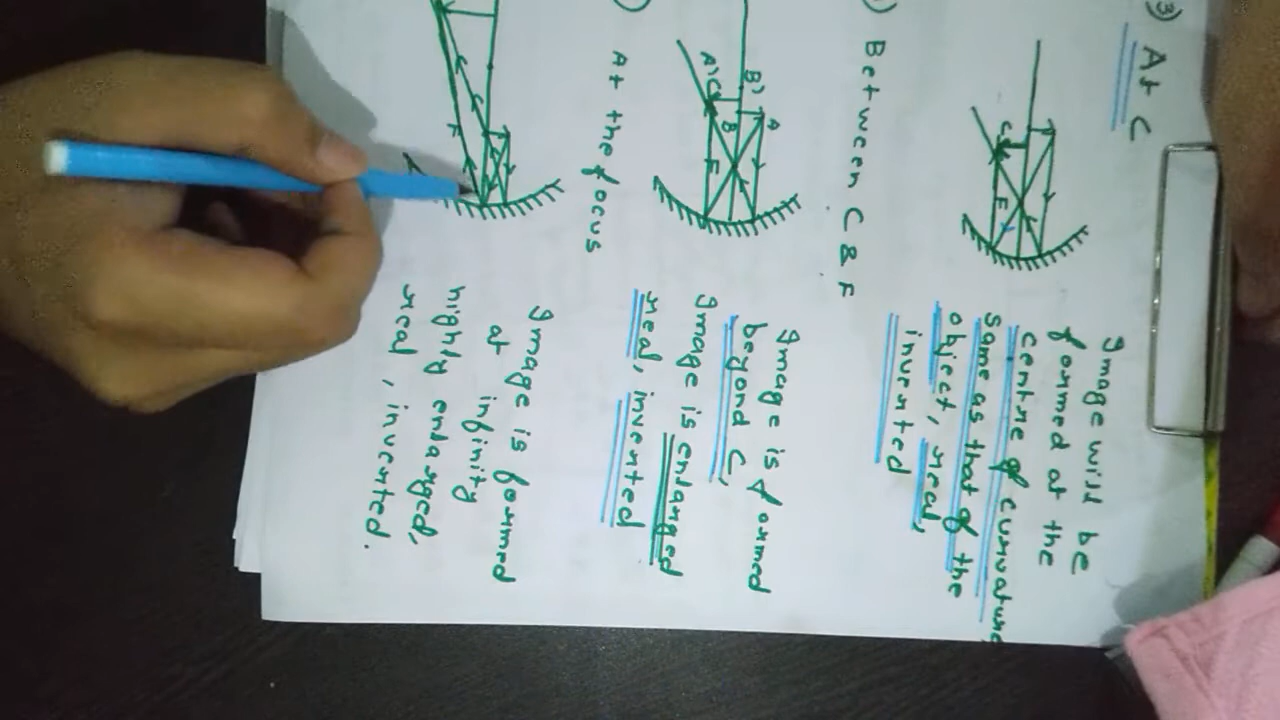 3) At C
C
F
Image will be
formed at the
centre of curvature
same as that of the
object, real,
inverted
) Between C & F
A
B'
B
A'
C
F
Image is formed
beyond C,
Image is enlarged
real, inverted
) At the focus
C
F
Image is formed
at infinity
highly enlarged,
real, inverted.